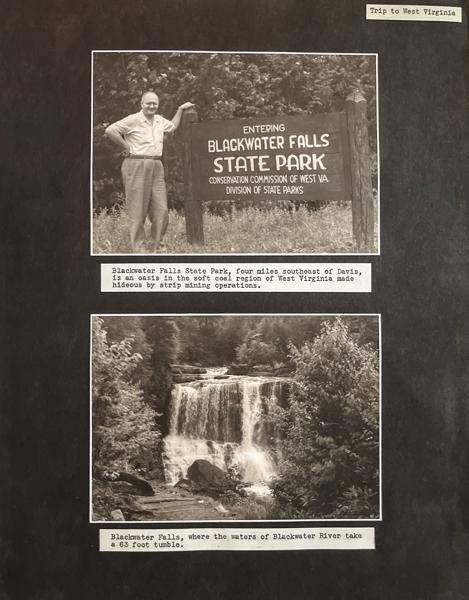 Trip to West Virginia
ENTERING
BLACKWATER FALLS
STATE PARK
CONSERVATION COMMISSION OF WEST VA.
DIVISION OF STATE PARKS
Blackwater Falls State Park, four miles southeast of Davis,
is an oasis in the soft coal region of West Virginia made
hideous by strip mining operations.
Blackwater Falls, where the waters of Blackwater River take
a 63 foot tumble.